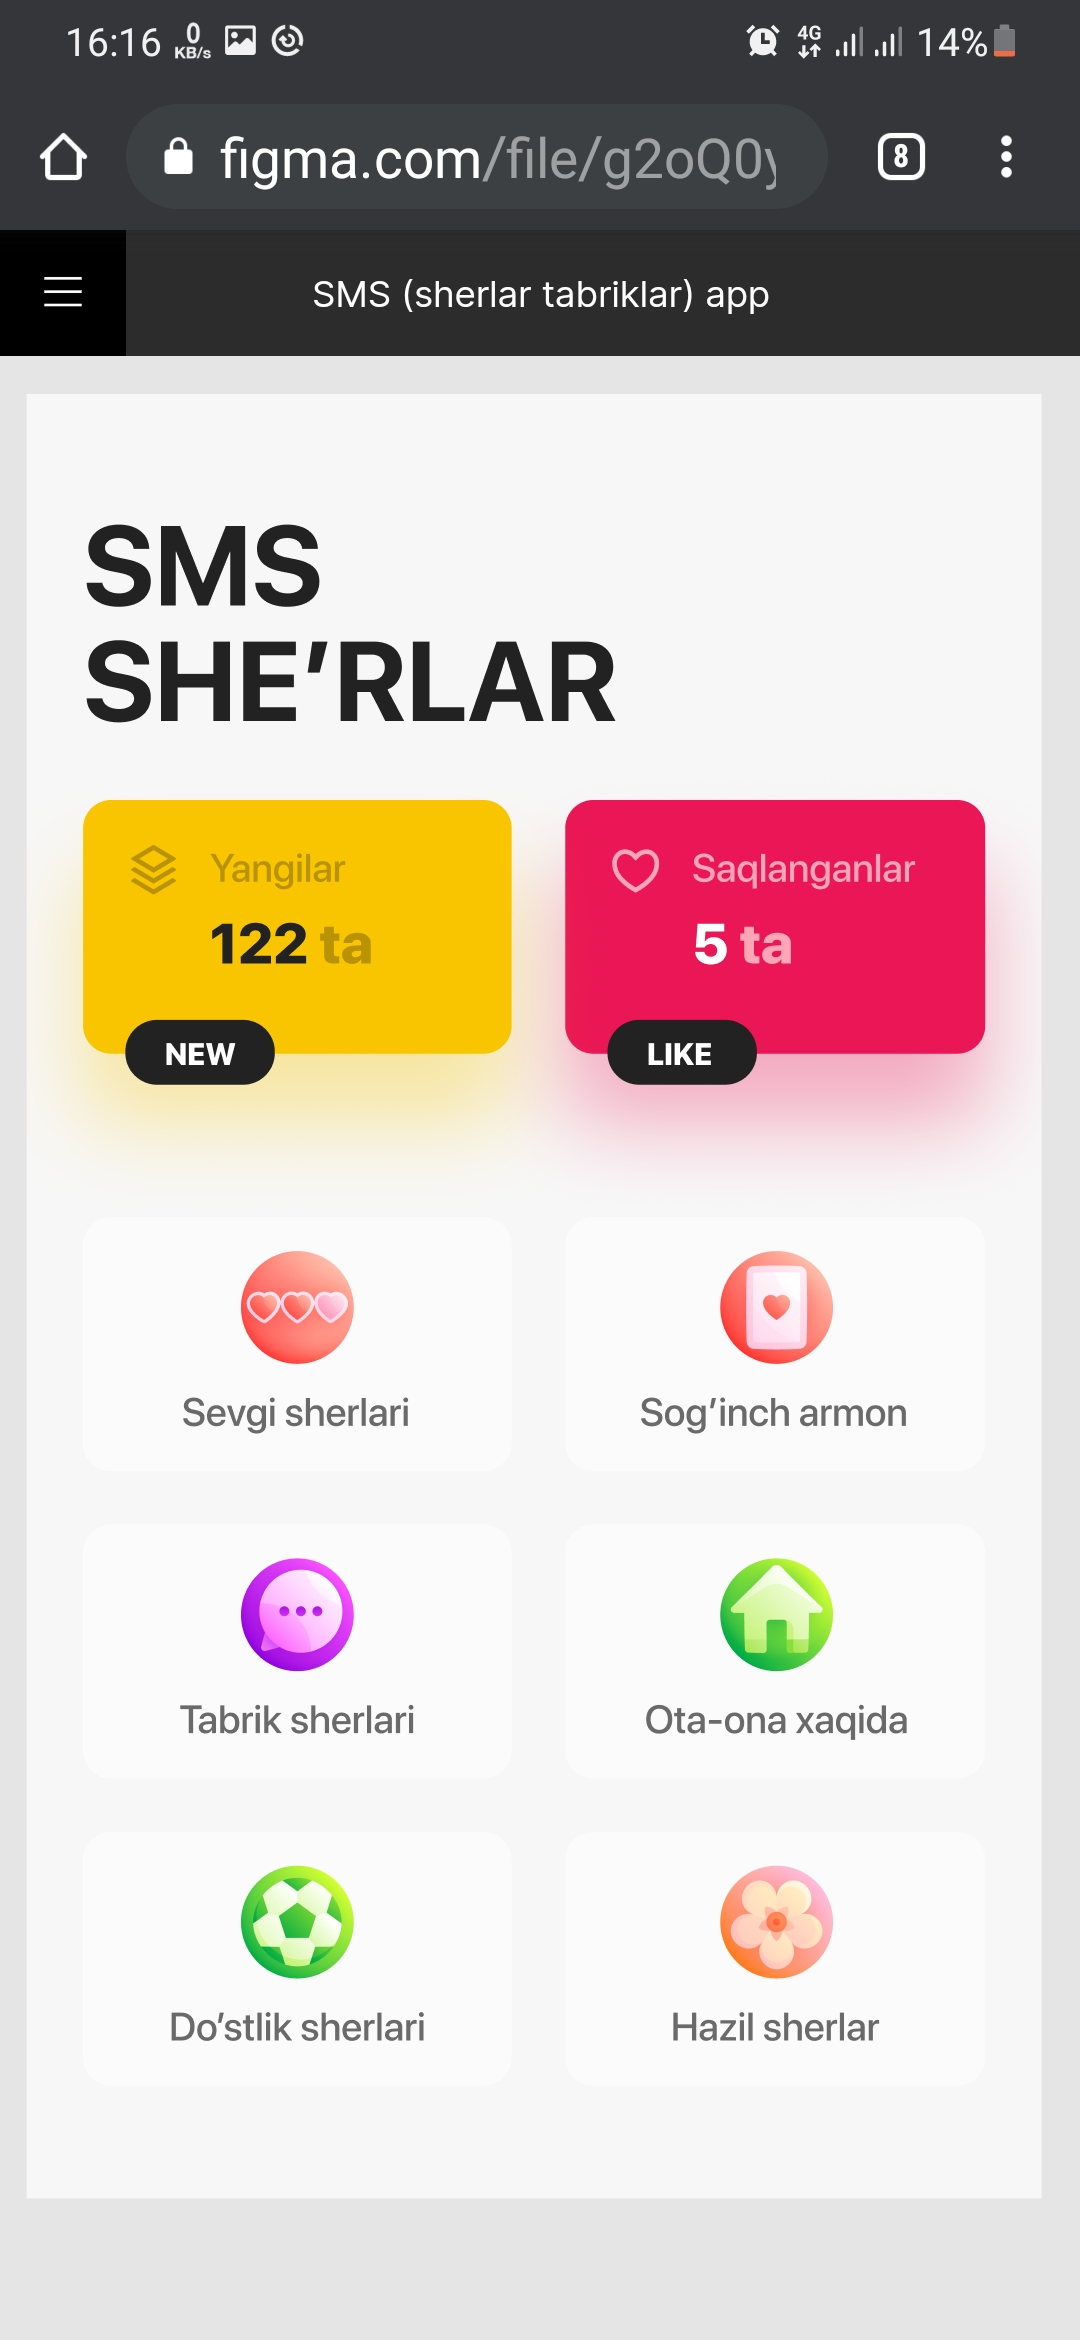 16:16 0 KB/s 4G 14%
figma.com/file/g2oQ0y 8
SMS (sherlar tabriklar) app
SMS
SHE’RLAR
Yangilar
122 ta
NEW
Saqlanganlar
5 ta
LIKE
Sevgi sherlari
Sog’inch armon
Tabrik sherlari
Ota-ona xaqida
Do’stlik sherlari
Hazil sherlar